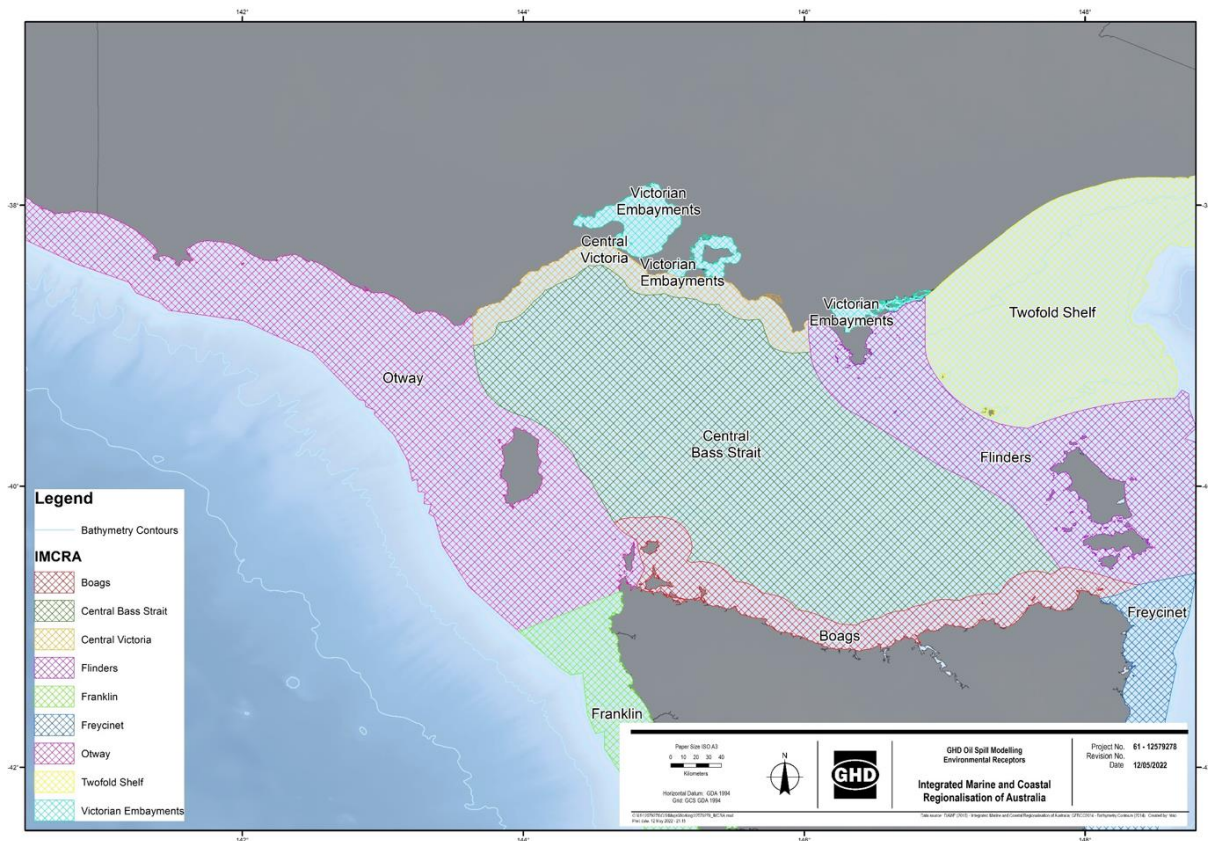 142°
144°
146°
148°
-38°
Victorian
Embayments
Central
Victoria
Victorian
Embayments
Victorian
Embayments
Twofold Shelf
Otway
Central
Bass Strait
Flinders
-40°
Legend
Bathymetry Contours
IMCRA
Boags
Central Bass Strait
Central Victoria
Flinders
Franklin
Freycinet
Otway
Twofold Shelf
Victorian Embayments
Boags
Freycinet
Franklin
-42°
Paper Size ISO A3
0 10 20 30 40
Kilometers
Horizontal Datum: GDA 1994
Grid: GCS GDA 1994
N
GHD
GHD Oil Spill Modelling
Environmental Receptors
Integrated Marine and Coastal
Regionalisation of Australia
Project No. 61 - 12579278
Revision No.
Date 12/05/2022
142°
144°
146°
148°